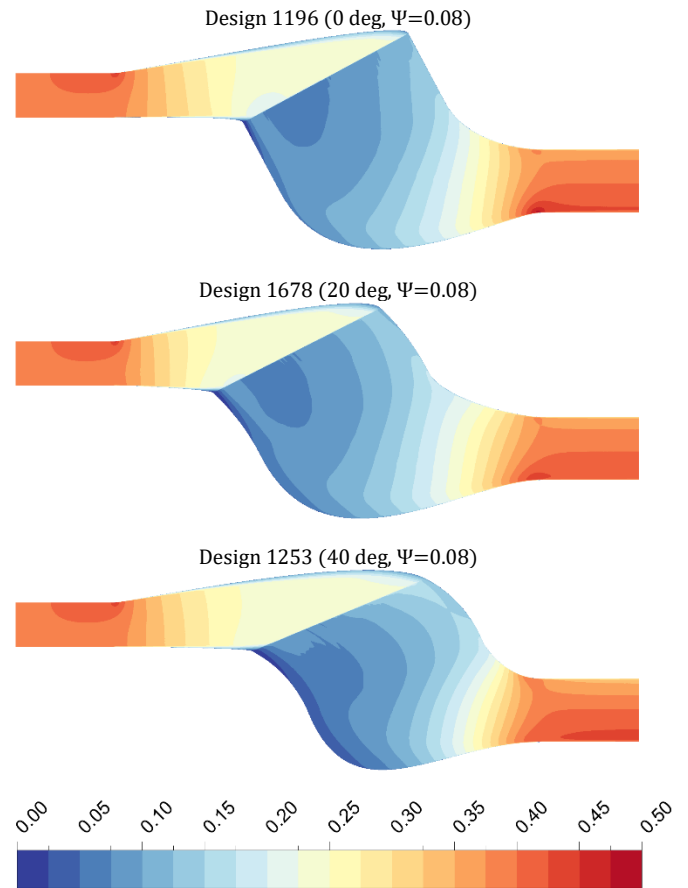 Design 1196 (0 deg, Ψ=0.08)
Design 1678 (20 deg, Ψ=0.08)
Design 1253 (40 deg, Ψ=0.08)
0.00 0.05 0.10 0.15 0.20 0.25 0.30 0.35 0.40 0.45 0.50